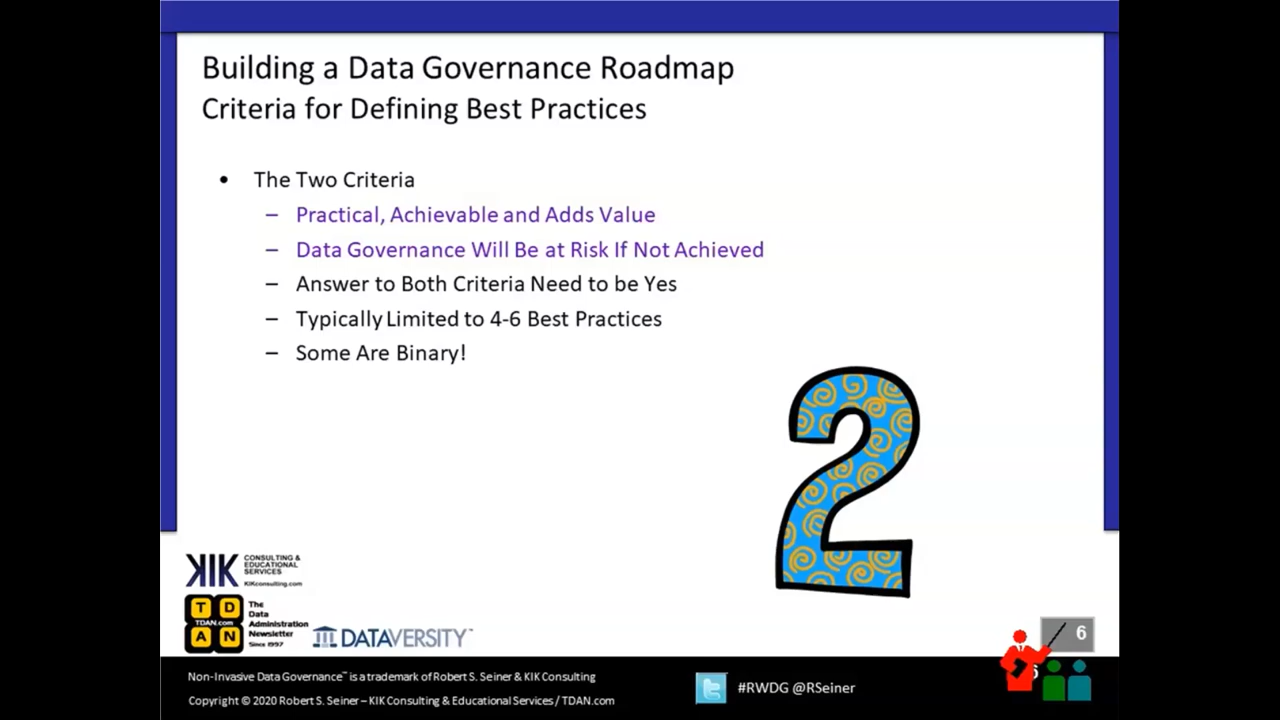 Building a Data Governance Roadmap
Criteria for Defining Best Practices
• The Two Criteria
– Practical, Achievable and Adds Value
– Data Governance Will Be at Risk If Not Achieved
– Answer to Both Criteria Need to be Yes
– Typically Limited to 4-6 Best Practices
– Some Are Binary!
2
KIK CONSULTING &
EDUCATIONAL
SERVICES
KIKconsulting.com
T D
TDAN.com
A N
The
Data
Administration
Newsletter
Since 1997
DATAVERSITY™
6
6
Non-Invasive Data Governance™ is a trademark of Robert S. Seiner & KIK Consulting
Copyright © 2020 Robert S. Seiner – KIK Consulting & Educational Services / TDAN.com
#RWDG @RSeiner